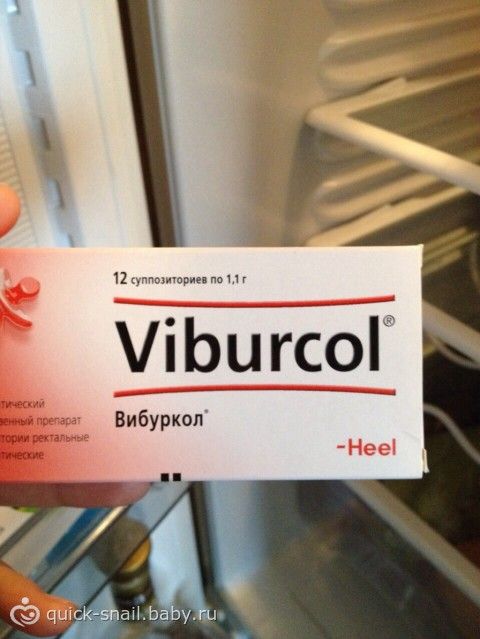 12 суппозиториев по 1,1 г
Viburcol®
Вибуркол®
-Heel
тический
венный препарат
тории ректальные
тические
quick-snail.baby.ru